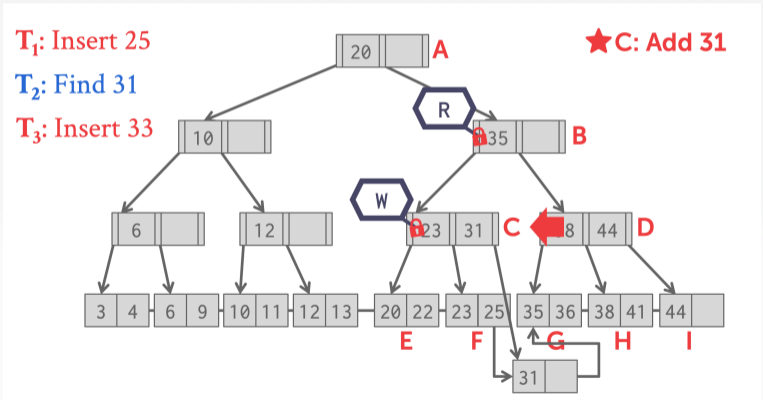 T₁: Insert 25
T₂: Find 31
T₃: Insert 33
★C: Add 31
20 A
R
10
35 B
W
6
12
23 31 C
44 D
3 4
6 9
10 11
12 13
20 22
23 25
35 36
38 41
44
E
F
G
H
I
31